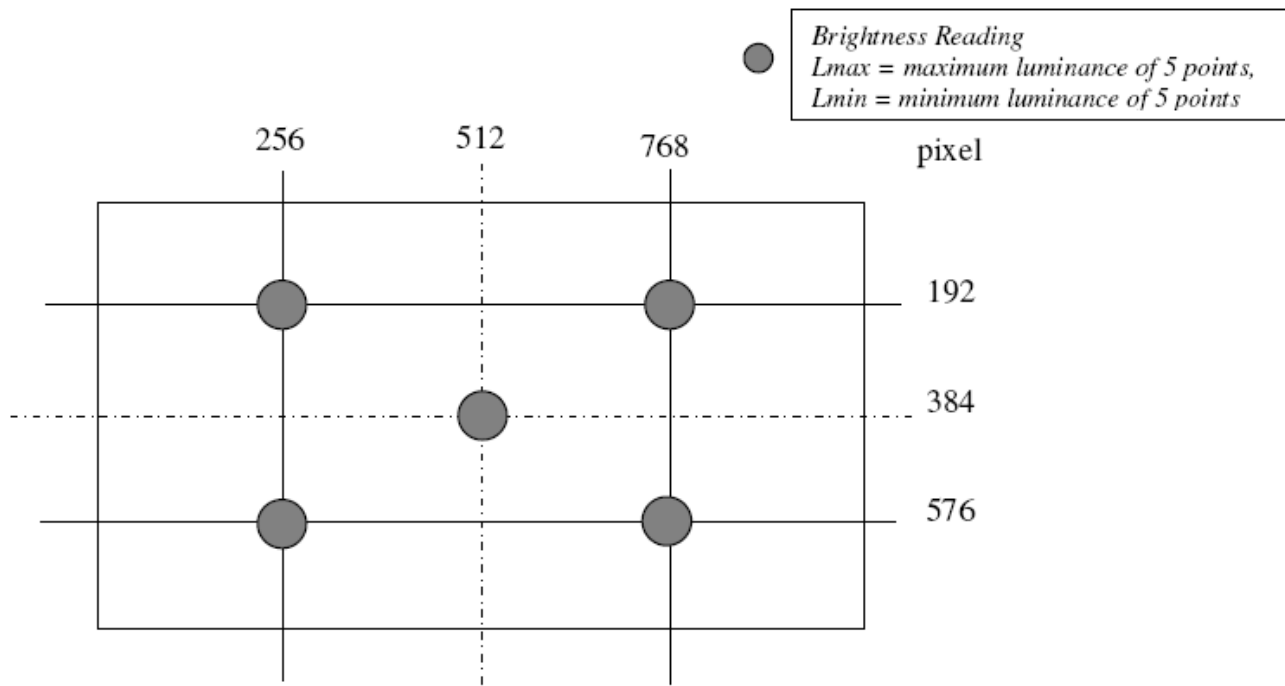 Brightness Reading
Lmax = maximum luminance of 5 points,
Lmin = minimum luminance of 5 points
256 512 768 pixel
192
384
576